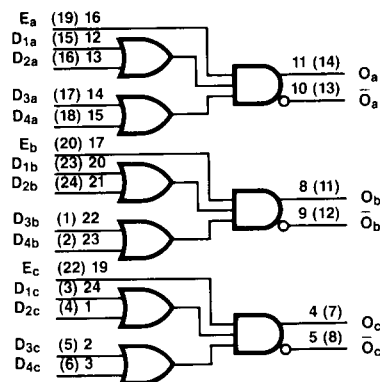 Ea (19) 16
D1a (15) 12
D2a (16) 13
11 (14) Oa
10 (13) Ōa
D3a (17) 14
D4a (18) 15
Eb (20) 17
D1b (23) 20
D2b (24) 21
8 (11) Ob
9 (12) Ōb
D3b (1) 22
D4b (2) 23
Ec (22) 19
D1c (3) 24
D2c (4) 1
4 (7) Oc
5 (8) Ōc
D3c (5) 2
D4c (6) 3